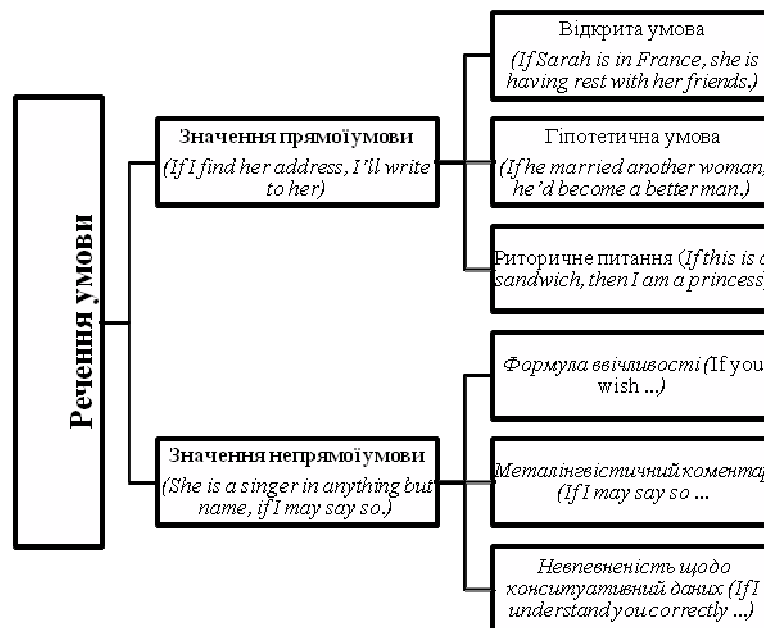 Речення умови
Значення прямої умови
(If I find her address, I'll write
to her)
Відкрита умова
(If Sarah is in France, she is
having rest with her friends.)
Гіпотетична умова
(If he married another woman,
he'd become a better man.)
Риторичне питання (If this is a
sandwich, then I am a princess)
Значення непрямої умови
(She is a singer in anything but
name, if I may say so.)
Формула ввічливості (If you
wish ...)
Металінгвістичний коментар
(If I may say so ...
Невпевненість щодо
конситуативний даних (If I
understand you correctly ...)